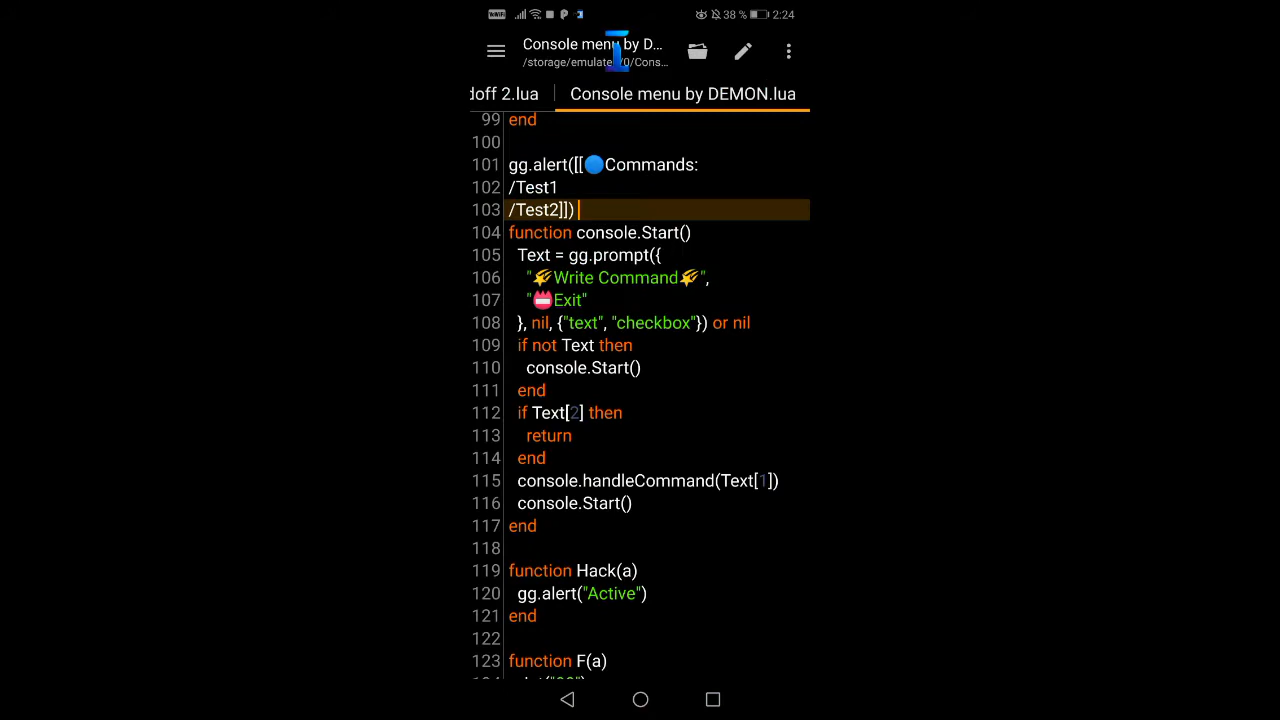 VoWiFi 38 % 2:24
Console menu by D...
/storage/emulate /0/Cons...
doff 2.lua Console menu by DEMON.lua
99 end
100
101 gg.alert([[🔵Commands:
102 /Test1
103 /Test2]])
104 function console.Start()
105 Text = gg.prompt({
106 "🌠Write Command🌠",
107 "📛Exit"
108 }, nil, {"text", "checkbox"}) or nil
109 if not Text then
110 console.Start()
111 end
112 if Text[2] then
113 return
114 end
115 console.handleCommand(Text[1])
116 console.Start()
117 end
118
119 function Hack(a)
120 gg.alert("Active")
121 end
122
123 function F(a)